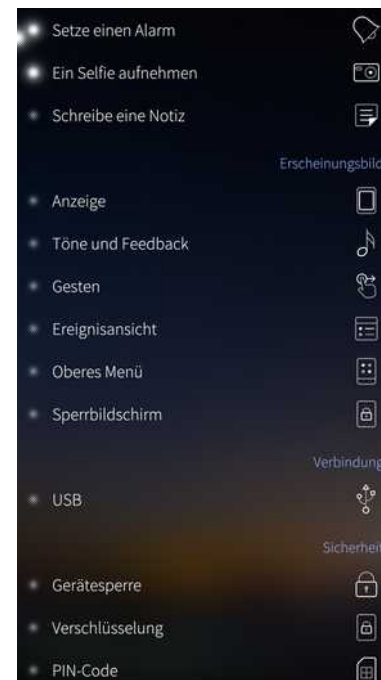 Setze einen Alarm
Ein Selfie aufnehmen
Schreibe eine Notiz
Erscheinungsbild
Anzeige
Töne und Feedback
Gesten
Ereignisansicht
Oberes Menü
Sperrbildschirm
Verbindung
USB
Sicherheit
Gerätesperre
Verschlüsselung
PIN-Code